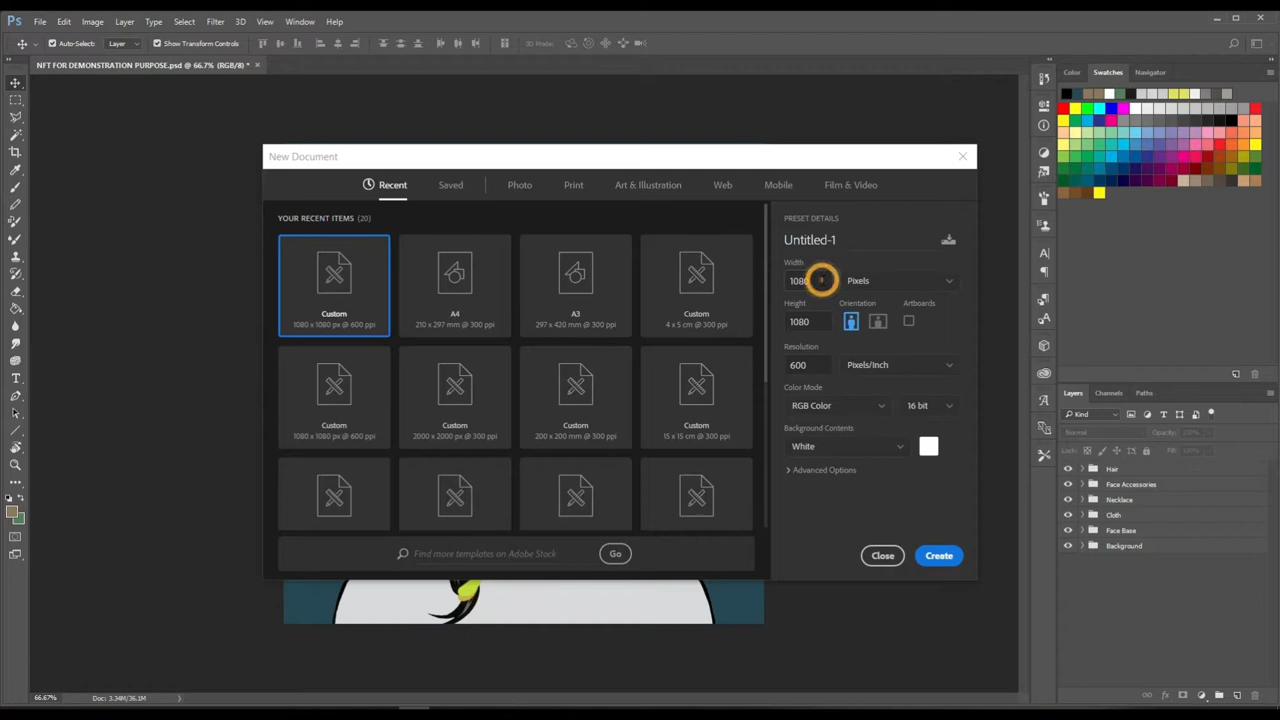 Ps File Edit Image Layer Type Select Filter 3D View Window Help
Auto-Select: Layer Show Transform Controls 3D Mode:
NFT FOR DEMONSTRATION PURPOSE.psd @ 66.7% (RGB/8) * ×
Color Swatches Navigator
New Document
Recent Saved Photo Print Art & Illustration Web Mobile Film & Video
YOUR RECENT ITEMS (20)
Custom
1080 x 1080 px @ 600 ppi
A4
210 x 297 mm @ 300 ppi
A3
297 x 420 mm @ 300 ppi
Custom
4 x 5 cm @ 300 ppi
Custom
1080 x 1080 px @ 600 ppi
Custom
2000 x 2000 px @ 300 ppi
Custom
200 x 200 mm @ 300 ppi
Custom
15 x 15 cm @ 300 ppi
Find more templates on Adobe Stock Go
PRESET DETAILS
Untitled-1
Width
1080 Pixels
Height Orientation Artboards
1080
Resolution
600 Pixels/Inch
Color Mode
RGB Color 16 bit
Background Contents
White
Advanced Options
Close Create
Layers Channels Paths
Kind
Normal Opacity: 100%
Lock: Fill: 100%
Hair
Face Accessories
Necklace
Cloth
Face Base
Background
66.67% Doc: 3.34M/36.1M